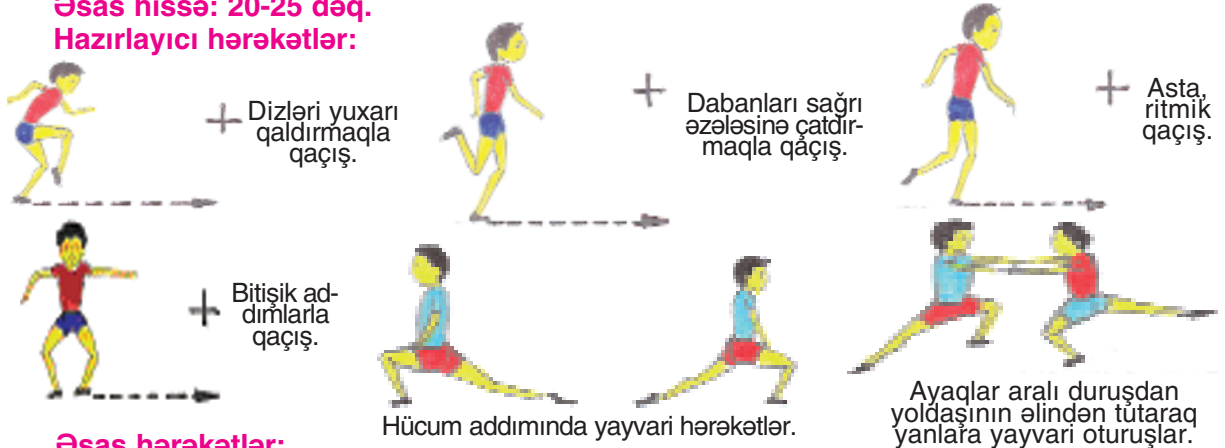 Əsas hissə: 20-25 dəq.
Hazırlayıcı hərəkətlər:
+ Dizləri yuxarı
qaldırmaqla
qaçış.
+ Dabanları sağrı
əzələsinə çatdır-
maqla qaçış.
+ Asta,
ritmik
qaçış.
+ Bitişik ad-
dımlarla
qaçış.
Hücum addımında yayvari hərəkətlər.
Ayaqlar aralı duruşdan
yoldaşının əlindən tutaraq
yanlara yayvari oturuşlar.
Əsas hərəkətlər: